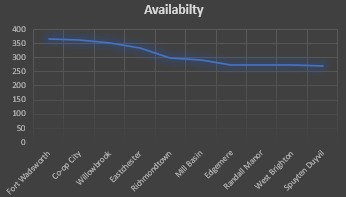 Availabilty
400
350
300
250
200
150
100
50
0
Fort Wadsworth
Co-op City
Willowbrook
Eastchester
Richmondtown
Mill Basin
Edgemere
Randall Manor
West Brighton
Spuyten Duyvil